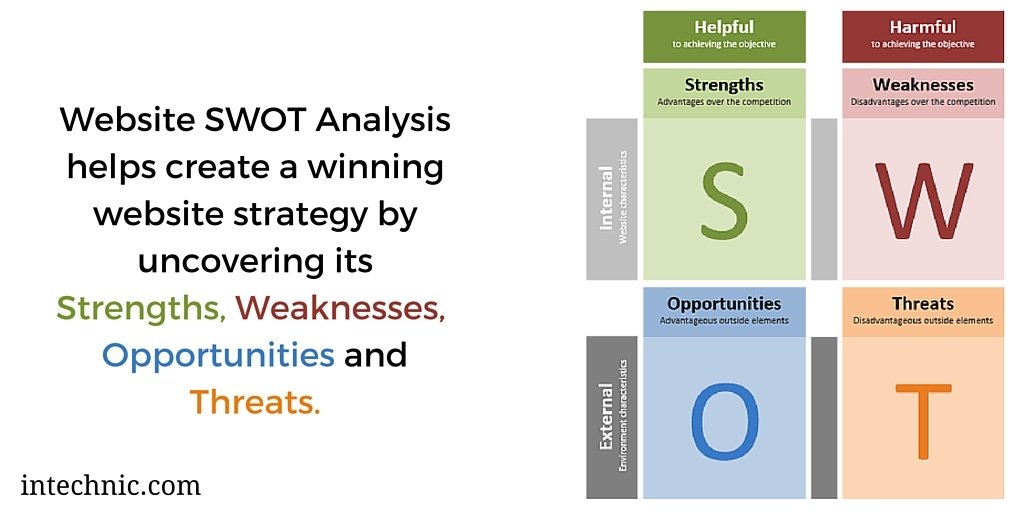 Website SWOT Analysis
helps create a winning
website strategy by
uncovering its
Strengths, Weaknesses,
Opportunities and
Threats.
intechnic.com
Helpful
to achieving the objective
Harmful
to achieving the objective
Strengths
Advantages over the competition
Weaknesses
Disadvantages over the competition
Internal
Website characteristics
S
W
Opportunities
Advantageous outside elements
Threats
Disadvantageous outside elements
External
Environment characteristics
O
T